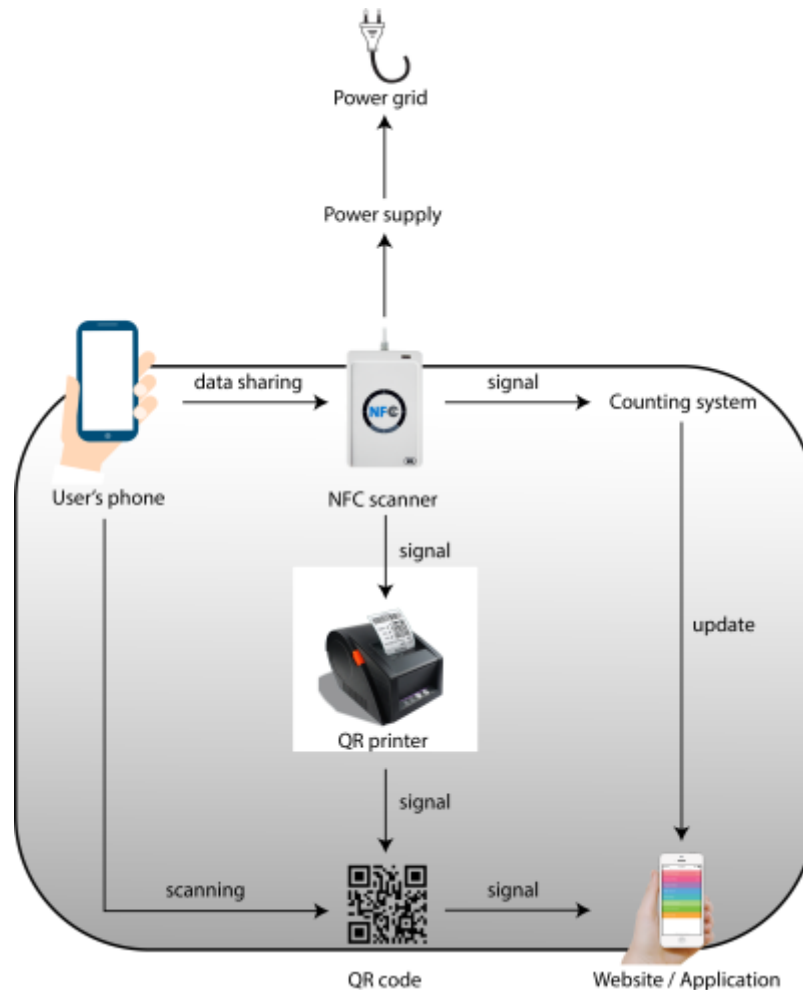 Power grid
Power supply
data sharing
signal
Counting system
NFC
User's phone
NFC scanner
signal
update
QR printer
signal
scanning
signal
QR code
Website / Application